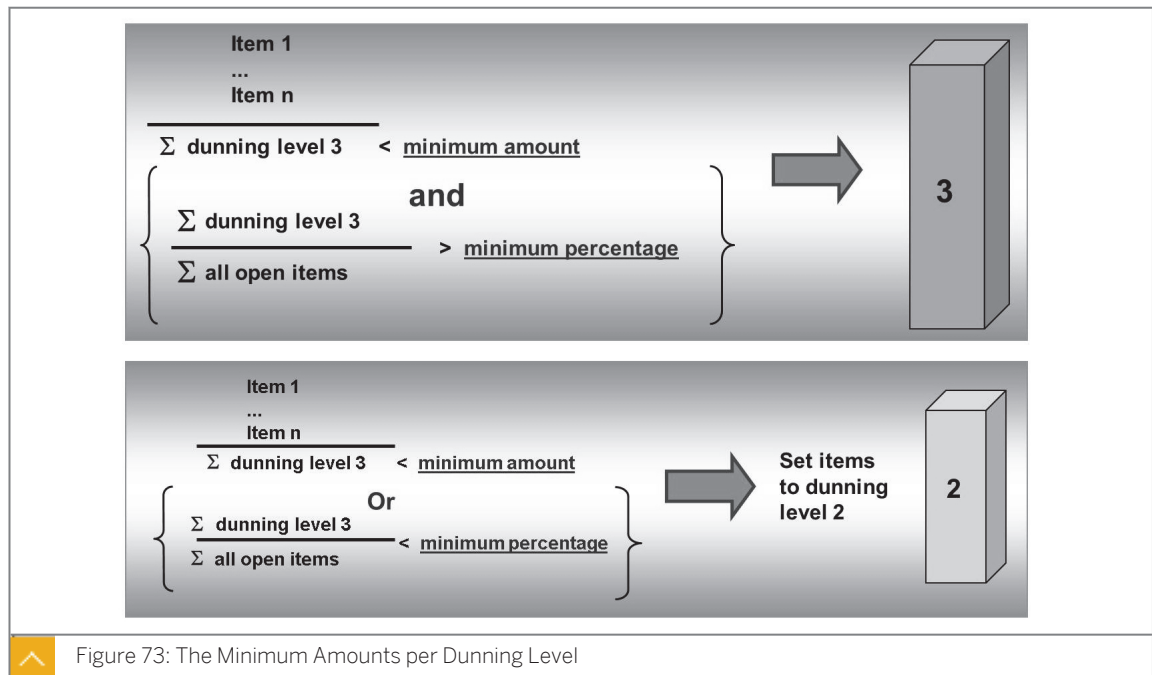 Item 1
...
Item n
Σ dunning level 3 < minimum amount
and
Σ dunning level 3
> minimum percentage
Σ all open items
3
Item 1
...
Item n
Σ dunning level 3 < minimum amount
Or
Σ dunning level 3
< minimum percentage
Σ all open items
Set items
to dunning
level 2
2
Figure 73: The Minimum Amounts per Dunning Level